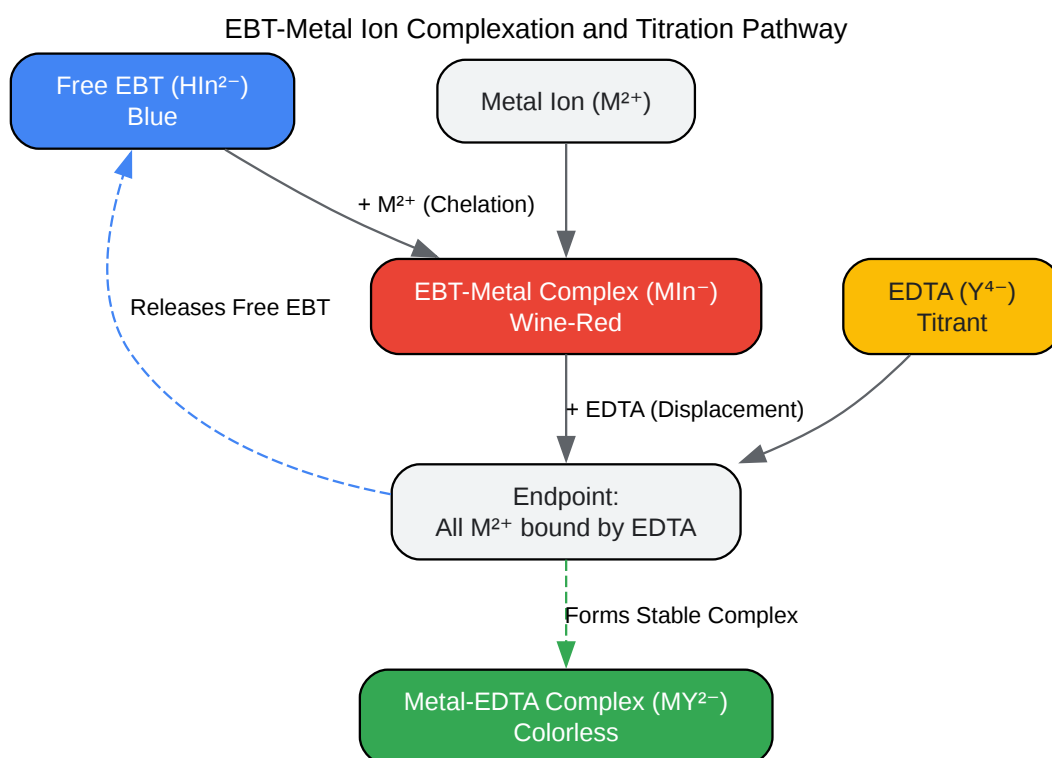 EBT-Metal Ion Complexation and Titration Pathway
Free EBT (HIn²⁻)
Blue
Metal Ion (M²⁺)
+ M²⁺ (Chelation)
EBT-Metal Complex (MIn⁻)
Wine-Red
EDTA (Y⁴⁻)
Titrant
Releases Free EBT
+ EDTA (Displacement)
Endpoint:
All M²⁺ bound by EDTA
Forms Stable Complex
Metal-EDTA Complex (MY²⁻)
Colorless